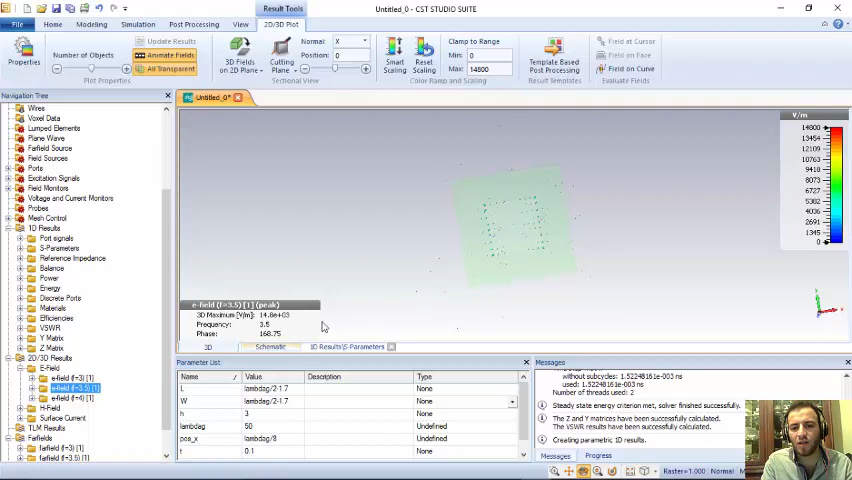 Result Tools
Untitled_0* - CST STUDIO SUITE
File
Home
Modeling
Simulation
Post Processing
View
2D/3D Plot
Properties
Number of Objects
Update Results
Animate Fields
All Transparent
Plot Properties
3D Fields
on 2D Plane
Cutting
Plane
Normal: X
Position: 0
Sectional View
Smart
Scaling
Reset
Scaling
Clamp to Range
Min: 0
Max: 14800
Color Ramp and Scaling
Template Based
Post Processing
Result Templates
Field at Cursor
Field on Face
Field on Curve
Evaluate Fields
Navigation Tree
Wires
Voxel Data
Lumped Elements
Plane Wave
Farfield Source
Field Sources
Ports
Excitation Signals
Field Monitors
Voltage and Current Monitors
Probes
Mesh Control
1D Results
Port signals
S-Parameters
Reference Impedance
Balance
Power
Energy
Discrete Ports
Efficiencies
VSWR
Y Matrix
Z Matrix
2D/3D Results
E-Field
e-field (f=3) [1]
e-field (f=3.5) [1]
e-field (f=4) [1]
H-Field
Surface Current
TLM Results
Farfields
farfield (f=3) [1]
farfield (f=3.5) [1]
Untitled_0*
V/m
14800
13454
12109
10764
9418
8073
6727
5382
4036
2691
1345
0
e-field (f=3.5) [1] (peak)
3D Maximum [V/m]: 14.8e+03
Frequency: 3.5
Phase: 168.75
y
x
3D
Schematic
1D Results\S-Parameters
Parameter List
Name
Value
Description
Type
L lambdag/2-1.7 None
W lambdag/2-1.7 None
h 3 None
lambdag 50 Undefined
pos_x lambdag/8 Undefined
t 0.1 None
Messages
without subcycles: 1.52248161e-003 ns
used: 1.52248161e-003 ns
Number of threads used: 2
Steady state energy criterion met, solver finished successfully.
The Z and Y matrices have been successfully calculated.
The VSWR results have been successfully calculated.
Creating parametric 1D results.
Messages
Progress
Raster=1.000
Normal